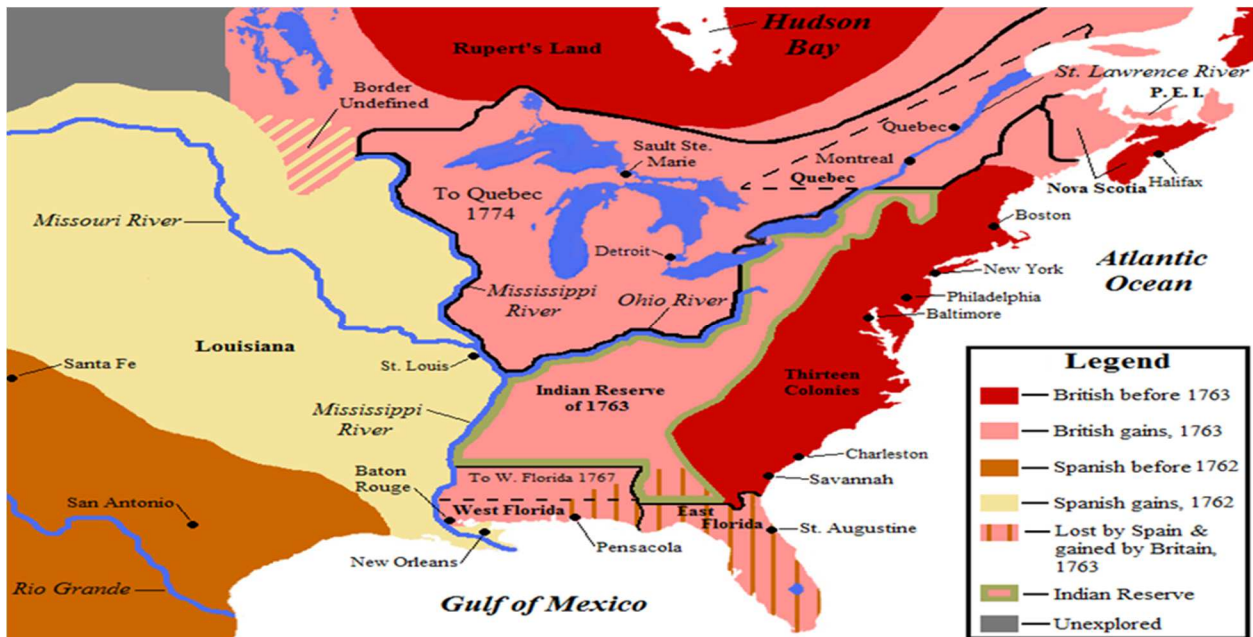 Hudson
Bay
Rupert's Land
St. Lawrence River
P. E. I.
Border
Undefined
Quebec
Sault Ste.
Marie
Montreal
Quebec
Nova Scotia
Halifax
To Quebec
1774
Missouri River
Boston
Detroit
Atlantic
Ocean
New York
Mississippi
River
Ohio River
Philadelphia
Baltimore
Louisiana
St. Louis
Santa Fe
Thirteen
Colonies
Indian Reserve
of 1763
Mississippi
River
Charleston
Baton
Rouge
To W. Florida 1767
Savannah
San Antonio
West Florida
East
Florida
St. Augustine
New Orleans
Pensacola
Rio Grande
Gulf of Mexico
Legend
British before 1763
British gains, 1763
Spanish before 1762
Spanish gains, 1762
Lost by Spain &
gained by Britain,
1763
Indian Reserve
Unexplored